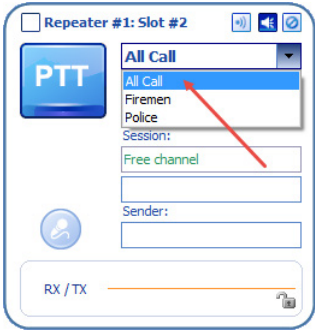 Repeater #1: Slot #2
PTT
All Call
All Call
Firemen
Police
Session:
Free channel
Sender:
RX / TX